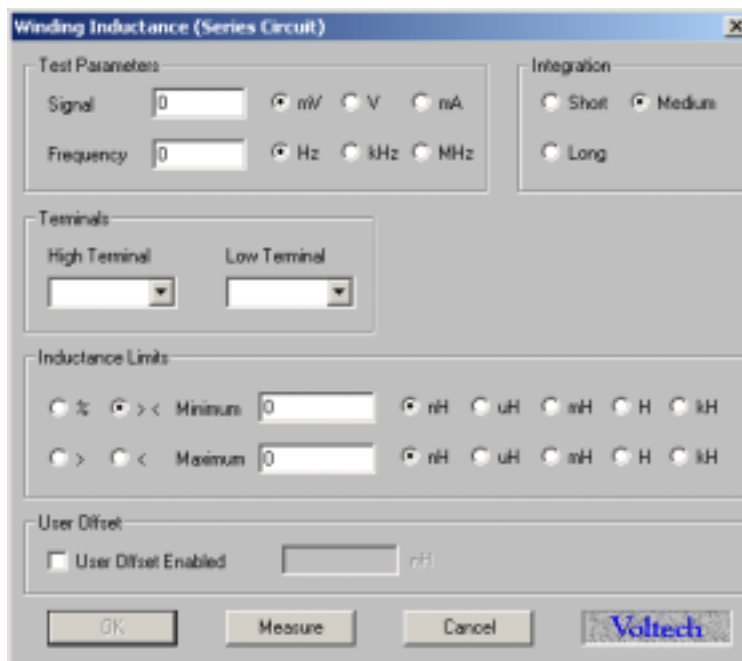 Winding Inductance (Series Circuit)
Test Parameters
Signal 0 mV V mA
Frequency 0 Hz kHz MHz
Integration
Short Medium
Long
Terminals
High Terminal Low Terminal
Inductance Limits
% > < Minimum 0 nH uH mH H kH
> < Maximum 0 nH uH mH H kH
User Offset
User Offset Enabled nH
OK Measure Cancel Voltech